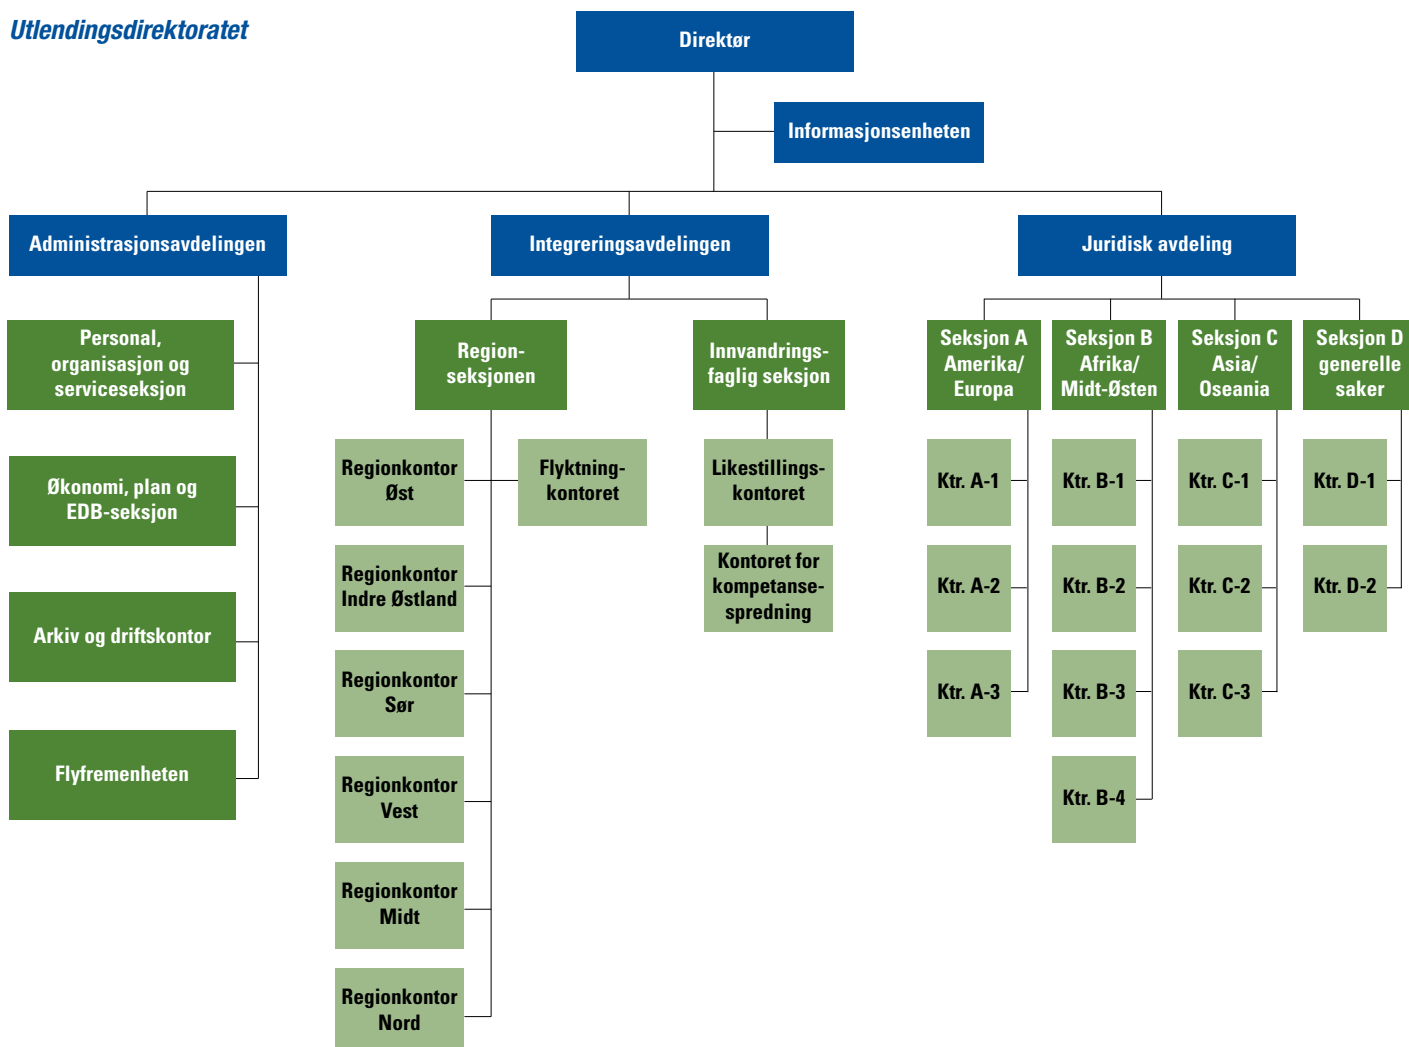 Utlendingsdirektoratet
Direktør
Informasjonsenheten
Administrasjonsavdelingen
Integreringsavdelingen
Juridisk avdeling
Personal,
organisasjon og
serviceseksjon
Økonomi, plan og
EDB-seksjon
Arkiv og driftskontor
Flyfremenheten
Region-
seksjonen
Innvandrings-
faglig seksjon
Regionkontor
Øst
Flyktning-
kontoret
Regionkontor
Indre Østland
Regionkontor
Sør
Regionkontor
Vest
Regionkontor
Midt
Regionkontor
Nord
Likestillings-
kontoret
Kontoret for
kompetanse-
spredning
Seksjon A
Amerika/
Europa
Seksjon B
Afrika/
Midt-Østen
Seksjon C
Asia/
Oseania
Seksjon D
generelle
saker
Ktr. A-1
Ktr. A-2
Ktr. A-3
Ktr. B-1
Ktr. B-2
Ktr. B-3
Ktr. B-4
Ktr. C-1
Ktr. C-2
Ktr. C-3
Ktr. D-1
Ktr. D-2